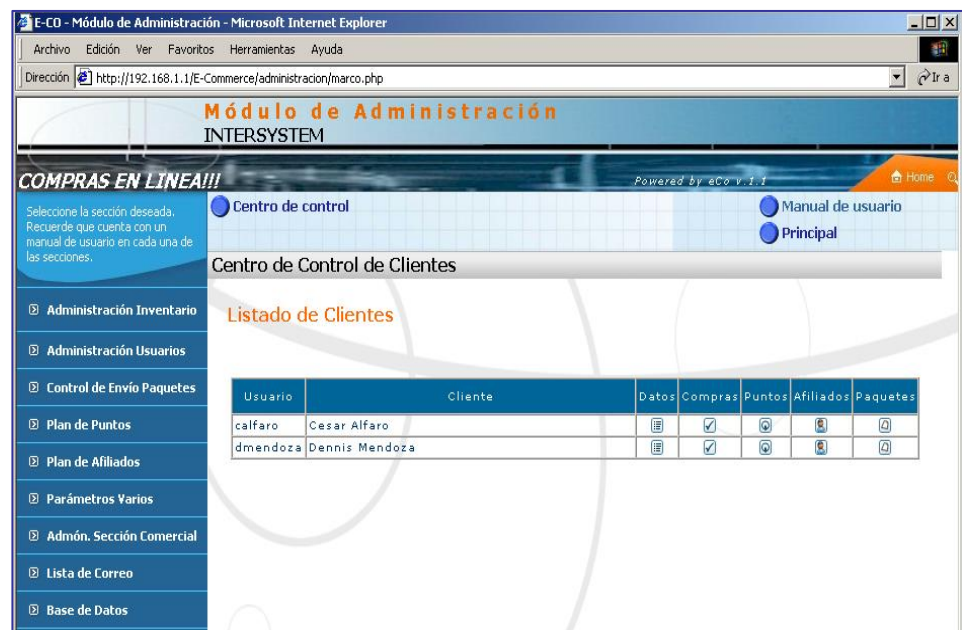 E-CO - Módulo de Administración - Microsoft Internet Explorer
Archivo Edición Ver Favoritos Herramientas Ayuda
Dirección http://192.168.1.1/E-Commerce/administracion/marco.php Ir a
Módulo de Administración
INTERSYSTEM
COMPRAS EN LINEA!!!
Powered by eCo v.1.1
Home
Seleccione la sección deseada.
Recuerde que cuenta con un
manual de usuario en cada una de
las secciones.
Centro de control
Manual de usuario
Principal
Centro de Control de Clientes
Administración Inventario
Administración Usuarios
Control de Envío Paquetes
Plan de Puntos
Plan de Afiliados
Parámetros Varios
Admón. Sección Comercial
Lista de Correo
Base de Datos
Listado de Clientes
Usuario Cliente Datos Compras Puntos Afiliados Paquetes
calfaro Cesar Alfaro
dmendoza Dennis Mendoza